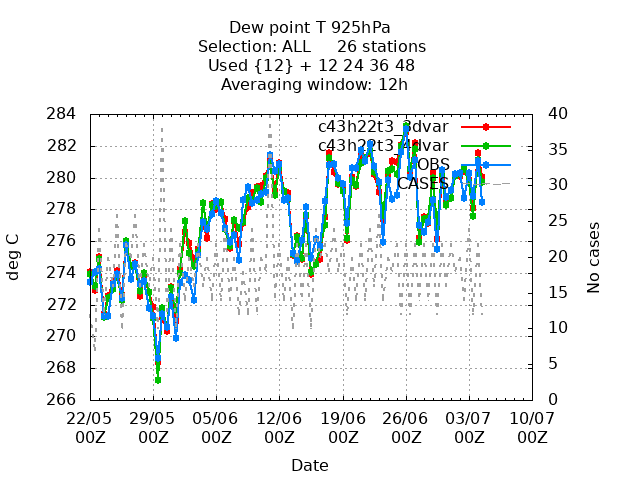 Dew point T 925hPa
Selection: ALL 26 stations
Used {12} + 12 24 36 48
Averaging window: 12h
284
282
280
278
276
274
272
270
268
266
deg C
40
35
30
25
20
15
10
5
0
No cases
c43h22t3_3dvar
c43h22t3_4dvar
OBS
CASES
22/05 29/05 05/06 12/06 19/06 26/06 03/07 10/07
00Z 00Z 00Z 00Z 00Z 00Z 00Z 00Z
Date